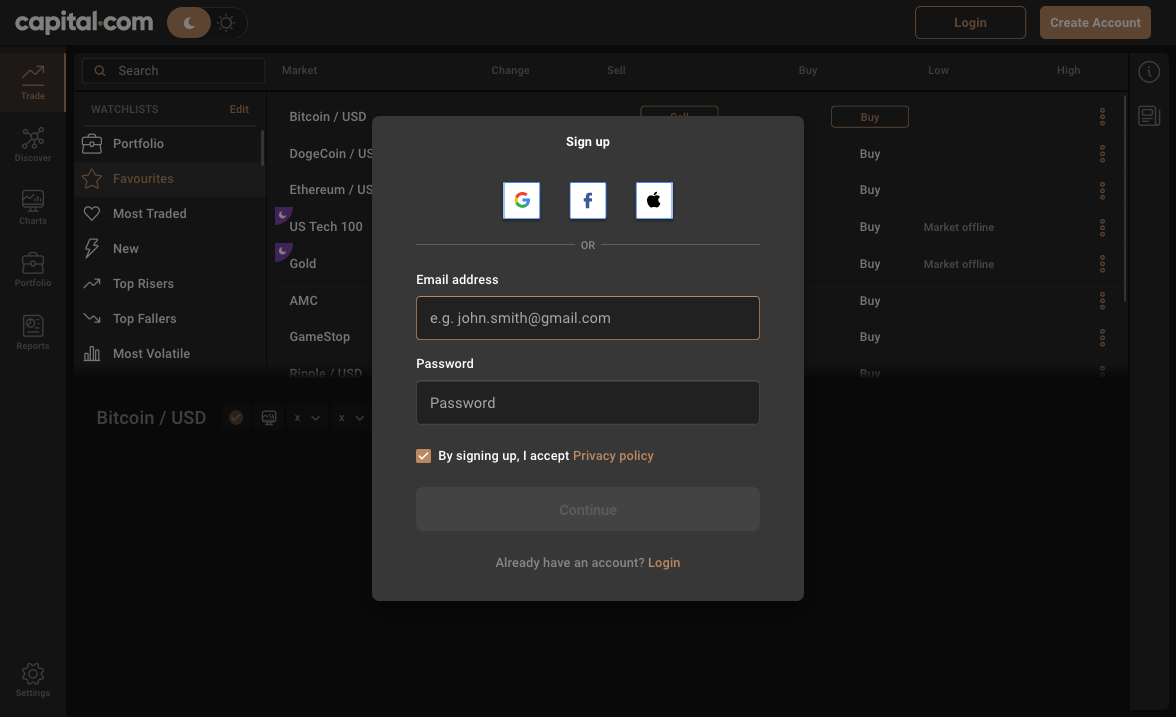 capital.com
Login
Create Account
Trade
Discover
Charts
Portfolio
Reports
Settings
Search
WATCHLISTS
Edit
Portfolio
Favourites
Most Traded
New
Top Risers
Top Fallers
Most Volatile
Market
Change
Sell
Buy
Low
High
Bitcoin / USD
Sell
Buy
DogeCoin / US
Buy
Ethereum / US
Buy
US Tech 100
Buy
Market offline
Gold
Buy
Market offline
AMC
Buy
GameStop
Buy
Ripple / USD
Buy
Bitcoin / USD
x
x
Sign up
OR
Email address
e.g. john.smith@gmail.com
Password
Password
By signing up, I accept Privacy policy
Continue
Already have an account? Login